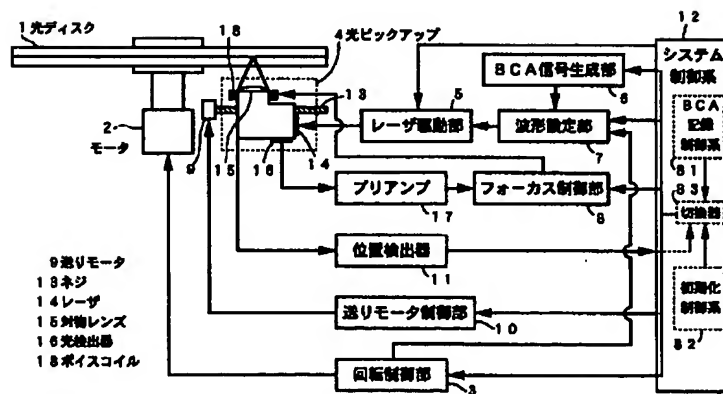 1光ディスク
18
4光ピックアップ
12
システム
制御系
BCA信号生成部
6
13
5
2
モータ
9
レーザ駆動部
波形設定部
7
14
15
16
BCA
記録
制御系
81
83
切換器
プリアンプ
17
フォーカス制御部
8
位置検出器
11
初期化
制御系
82
9送りモータ
13ネジ
14レーザ
15対物レンズ
16光検出器
18ボイスコイル
送りモータ制御部
10
回転制御部
3